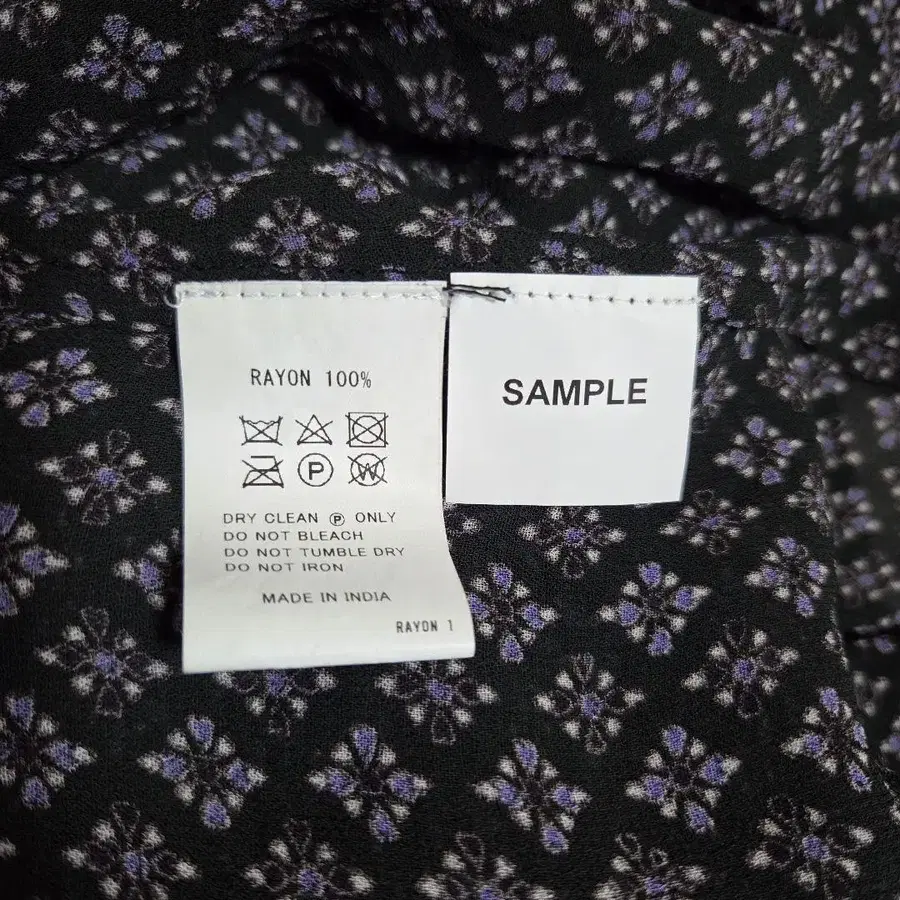 RAYON 100%
P W
DRY CLEAN Ⓟ ONLY
DO NOT BLEACH
DO NOT TUMBLE DRY
DO NOT IRON
MADE IN INDIA
RAYON 1
SAMPLE